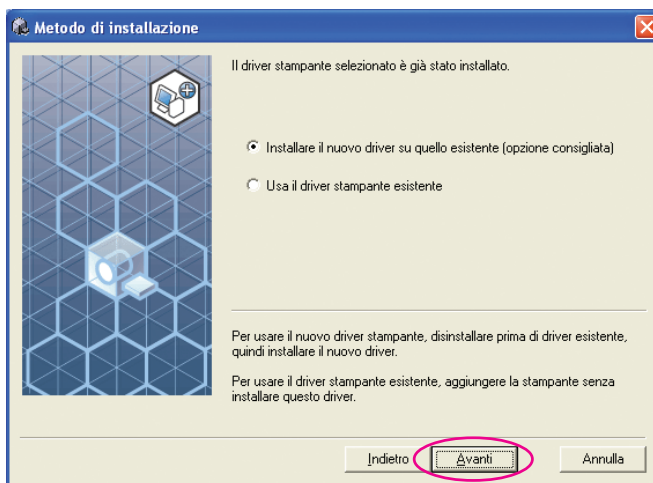 Metodo di installazione
Il driver stampante selezionato è già stato installato.
Installare il nuovo driver su quello esistente (opzione consigliata)
Usa il driver stampante esistente
Per usare il nuovo driver stampante, disinstallare prima di driver esistente,
quindi installare il nuovo driver.
Per usare il driver stampante esistente, aggiungere la stampante senza
installare questo driver.
Indietro
Avanti
Annulla